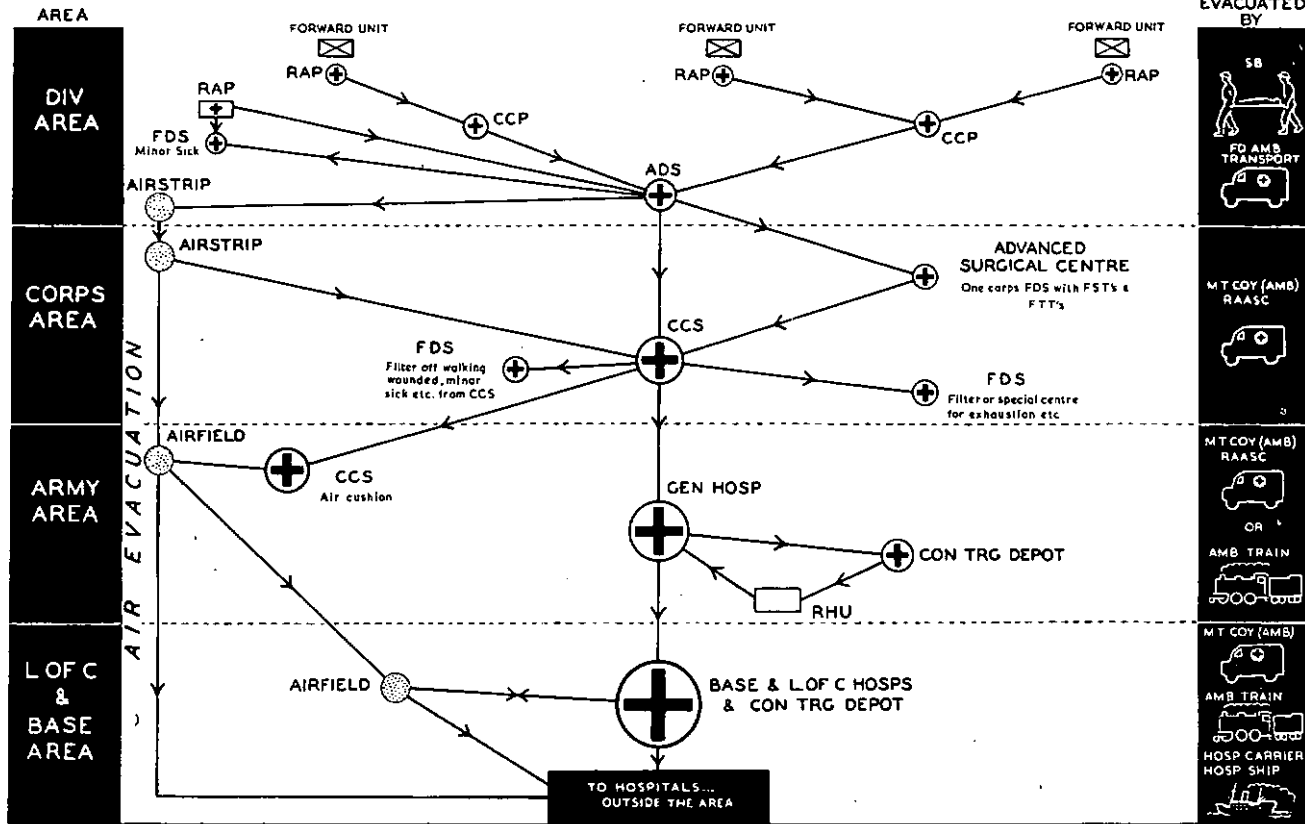 AREA
EVACUATED
BY
DIV
AREA
FORWARD UNIT
RAP
FORWARD UNIT
RAP
FORWARD UNIT
RAP
RAP
FDS
Minor Sick
CCP
CCP
ADS
AIRSTRIP
SB
FD AMB
TRANSPORT
CORPS
AREA
AIRSTRIP
ADVANCED
SURGICAL CENTRE
One corps FDS with FST's &
FTT's
CCS
FDS
Filter off walking
wounded, minor
sick etc. from CCS
FDS
Filter or special centre
for exhaustion etc
MT COY (AMB)
RAASC
AIR EVACUATION
ARMY
AREA
AIRFIELD
CCS
Air cushion
GEN HOSP
CON TRG DEPOT
RHU
MT COY (AMB)
RAASC
OR
AMB TRAIN
L OF C
&
BASE
AREA
AIRFIELD
BASE & L.OF C HOSPS
& CON TRG DEPOT
TO HOSPITALS...
OUTSIDE THE AREA
MT COY (AMB)
AMB TRAIN
HOSP CARRIER
HOSP SHIP